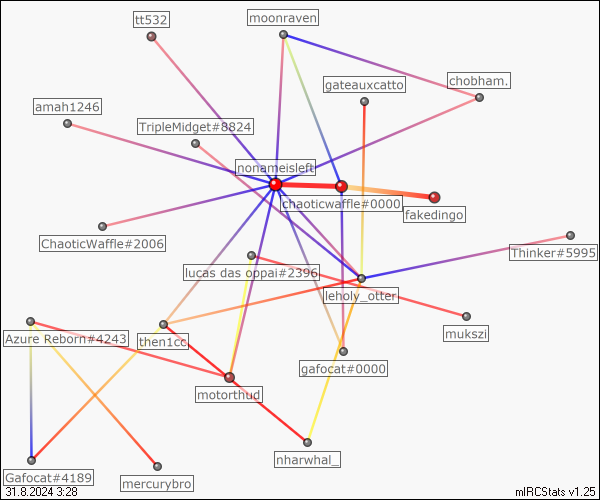 tt532
moonraven
gateauxcatto
chobham.
amah1246
TripleMidget#8824
nonameisleft
chaoticwaffle#0000
fakedingo
ChaoticWaffle#2006
Thinker#5995
lucas das oppai#2396
leholy_otter
mukszi
Azure Reborn#4243
then1cc
gafocat#0000
motorthud
nharwhal_
Gafocat#4189
mercurybro
31.8.2024 3:28
mIRCStats v1.25